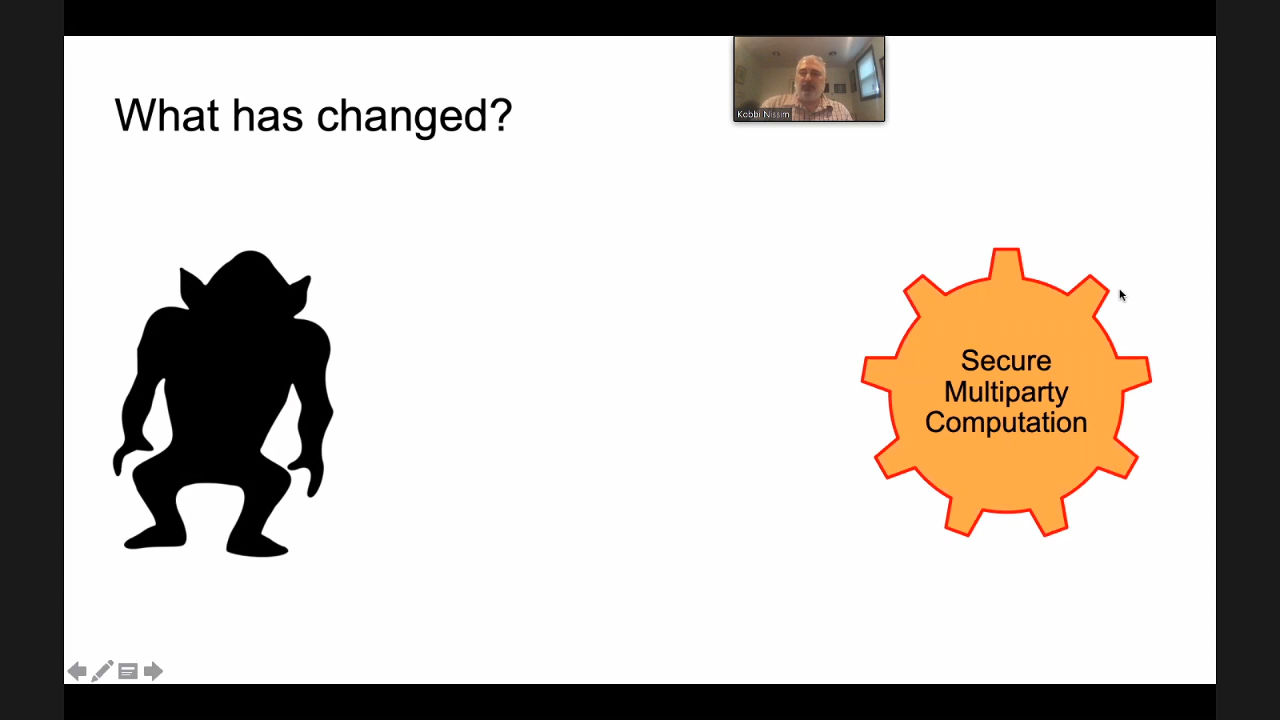 What has changed?
Kobbi Nissim
Secure
Multiparty
Computation